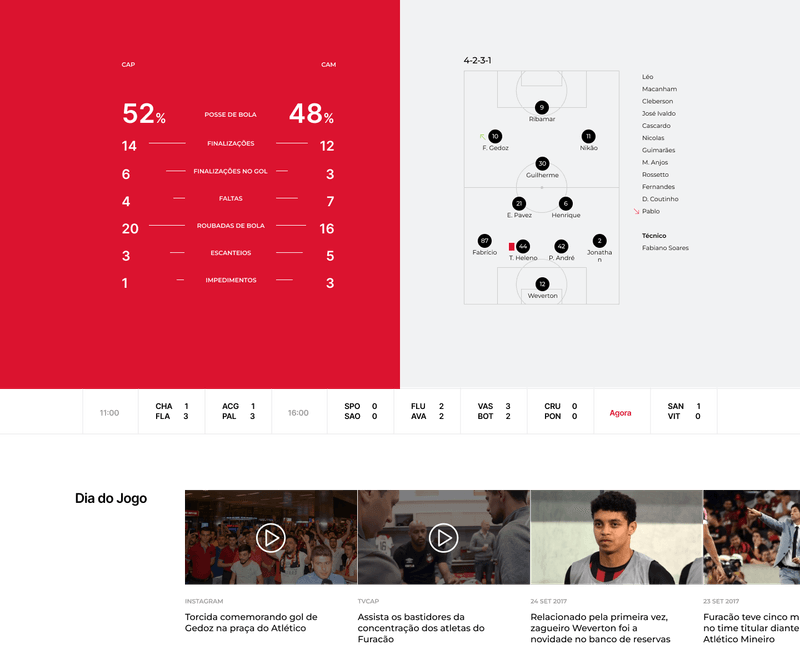 CAP CAM
52% POSSE DE BOLA 48%
14 FINALIZAÇÕES 12
6 FINALIZAÇÕES NO GOL 3
4 FALTAS 7
20 ROUBADAS DE BOLA 16
3 ESCANTEIOS 5
1 IMPEDIMENTOS 3
4-2-3-1
9
Ribamar
10
F. Gedoz
11
Nikão
30
Guilherme
21
E. Pavez
6
Henrique
87
Fabrício
44
T. Heleno
42
P. André
2
Jonatha
n
12
Weverton
Léo
Macanham
Cleberson
José Ivaldo
Cascardo
Nicolas
Guimarães
M. Anjos
Rossetto
Fernandes
D. Coutinho
Pablo
Técnico
Fabiano Soares
11:00
CHA 1
FLA 3
ACG 1
PAL 3
16:00
SPO 0
SAO 0
FLU 2
AVA 2
VAS 3
BOT 2
CRU 0
PON 0
Agora
SAN 1
VIT 0
Dia do Jogo
INSTAGRAM
Torcida comemorando gol de
Gedoz na praça do Atlético
TVCAP
Assista os bastidores da
concentração dos atletas do
Furacão
24 SET 2017
Relacionado pela primeira vez,
zagueiro Weverton foi a
novidade no banco de reservas
23 SET 2017
Furacão teve cinco m
no time titular diante
Atlético Mineiro